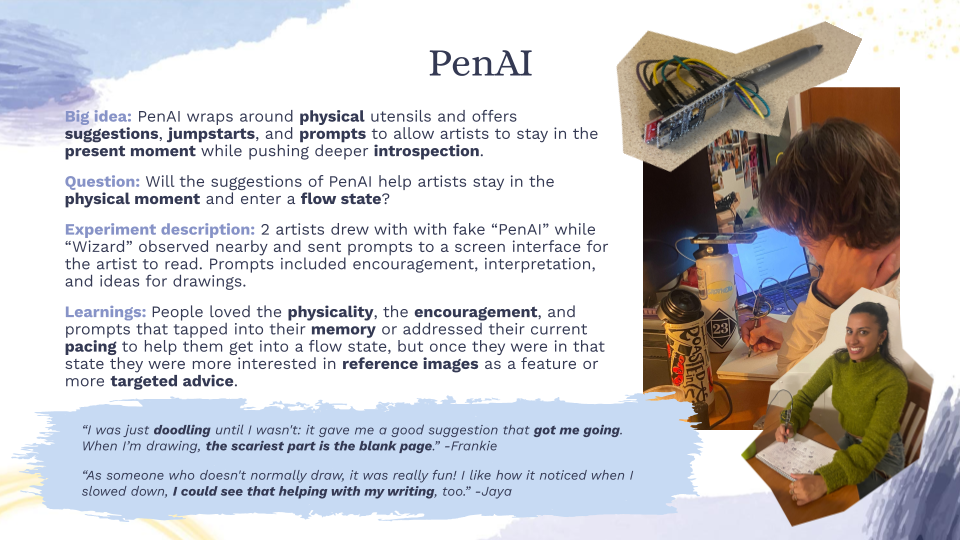 PenAI
Big idea: PenAI wraps around physical utensils and offers
suggestions, jumpstarts, and prompts to allow artists to stay in the
present moment while pushing deeper introspection.
Question: Will the suggestions of PenAI help artists stay in the
physical moment and enter a flow state?
Experiment description: 2 artists drew with with fake “PenAI” while
“Wizard” observed nearby and sent prompts to a screen interface for
the artist to read. Prompts included encouragement, interpretation,
and ideas for drawings.
Learnings: People loved the physicality, the encouragement, and
prompts that tapped into their memory or addressed their current
pacing to help them get into a flow state, but once they were in that
state they were more interested in reference images as a feature or
more targeted advice.
“I was just doodling until I wasn't: it gave me a good suggestion that got me going.
When I’m drawing, the scariest part is the blank page.” -Frankie
“As someone who doesn't normally draw, it was really fun! I like how it noticed when I
slowed down, I could see that helping with my writing, too.” -Jaya
23
ROASTED